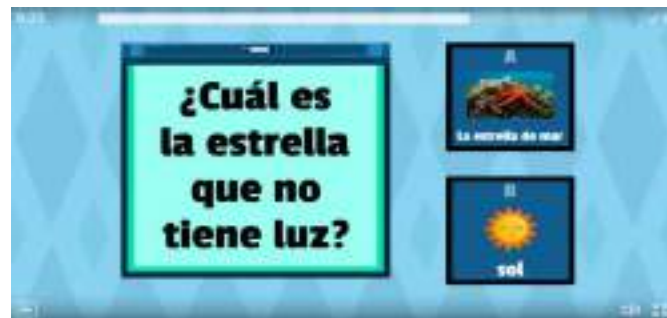 ¿Cuál es
la estrella
que no
tiene luz?
A
La estrella de mar
B
sol